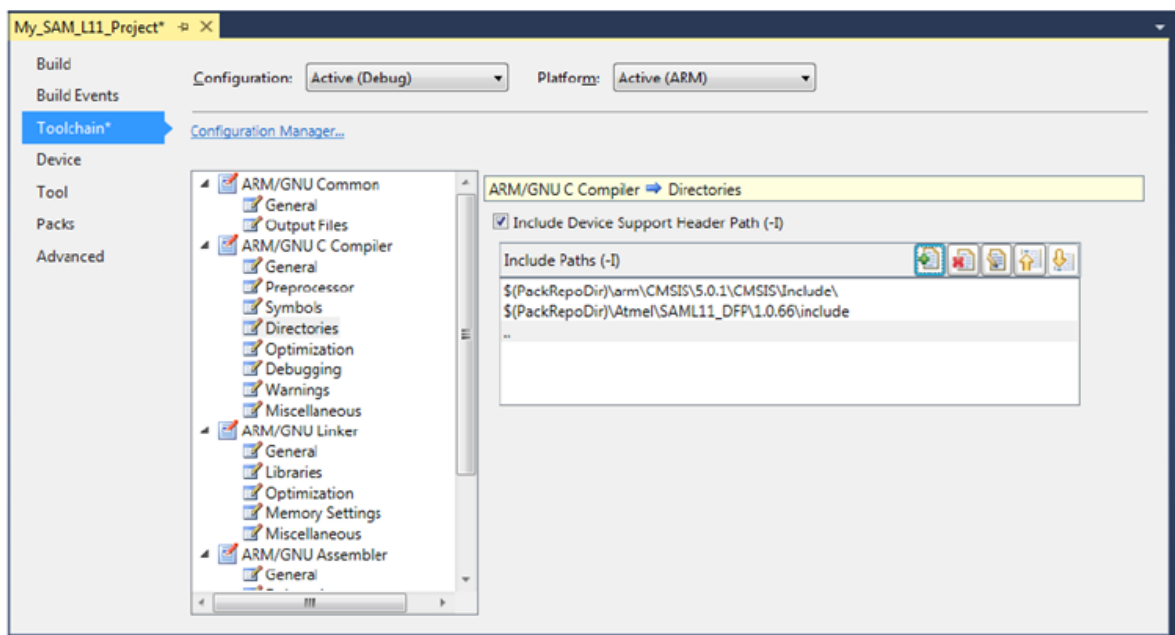 My_SAM_L11_Project*
Build
Build Events
Toolchain*
Device
Tool
Packs
Advanced
Configuration: Active (Debug) Platform: Active (ARM)
Configuration Manager...
ARM/GNU Common
General
Output Files
ARM/GNU C Compiler
General
Preprocessor
Symbols
Directories
Optimization
Debugging
Warnings
Miscellaneous
ARM/GNU Linker
General
Libraries
Optimization
Memory Settings
Miscellaneous
ARM/GNU Assembler
General
ARM/GNU C Compiler ➡ Directories
Include Device Support Header Path (-I)
Include Paths (-I)
$(PackRepoDir)\arm\CMSIS\5.0.1\CMSIS\Include\
$(PackRepoDir)\Atmel\SAML11_DFP\1.0.66\include
..